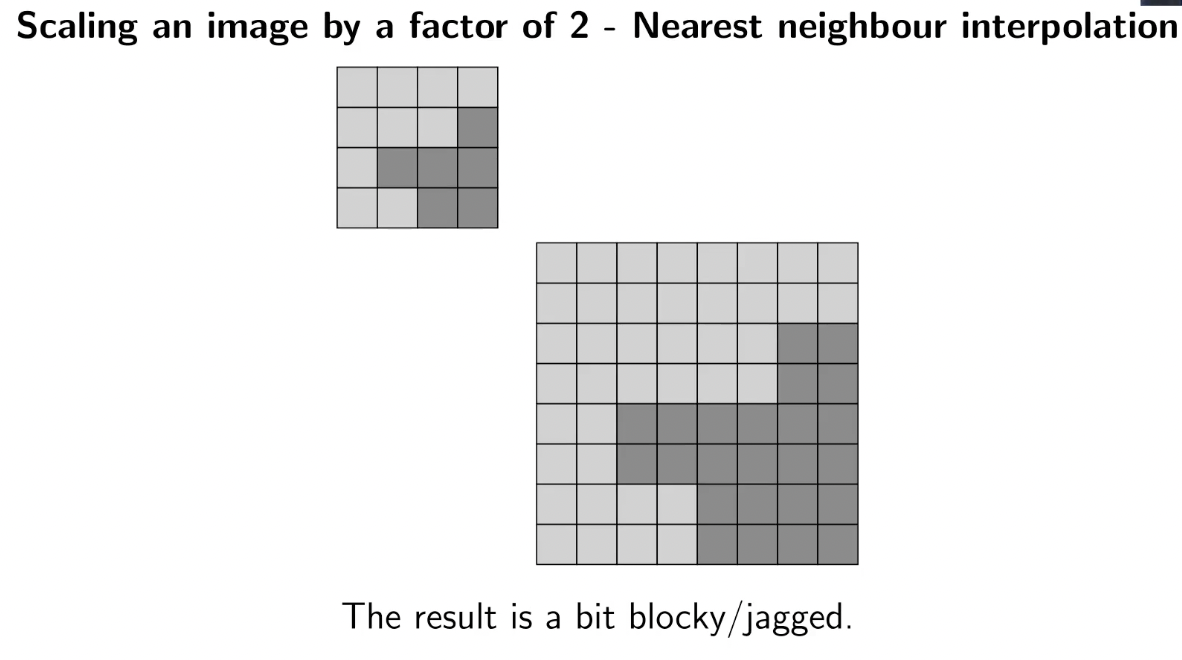 Scaling an image by a factor of 2 - Nearest neighbour interpolation
The result is a bit blocky/jagged.